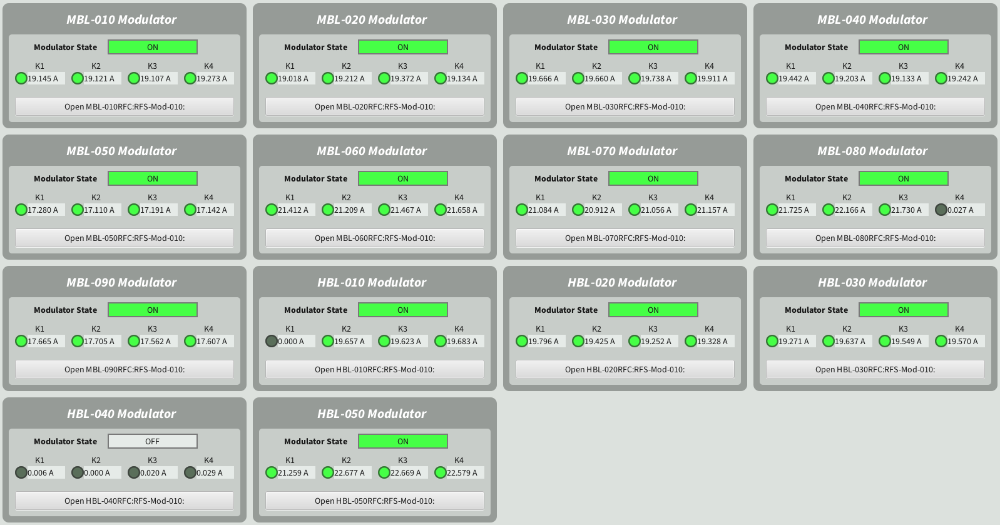 MBL-010 Modulator
Modulator State ON
K1 K2 K3 K4
19.145 A 19.121 A 19.107 A 19.273 A
Open MBL-010RFC:RFS-Mod-010:
MBL-020 Modulator
Modulator State ON
K1 K2 K3 K4
19.018 A 19.212 A 19.372 A 19.134 A
Open MBL-020RFC:RFS-Mod-010:
MBL-030 Modulator
Modulator State ON
K1 K2 K3 K4
19.666 A 19.660 A 19.738 A 19.911 A
Open MBL-030RFC:RFS-Mod-010:
MBL-040 Modulator
Modulator State ON
K1 K2 K3 K4
19.442 A 19.203 A 19.133 A 19.242 A
Open MBL-040RFC:RFS-Mod-010:
MBL-050 Modulator
Modulator State ON
K1 K2 K3 K4
17.280 A 17.110 A 17.191 A 17.142 A
Open MBL-050RFC:RFS-Mod-010:
MBL-060 Modulator
Modulator State ON
K1 K2 K3 K4
21.412 A 21.209 A 21.467 A 21.658 A
Open MBL-060RFC:RFS-Mod-010:
MBL-070 Modulator
Modulator State ON
K1 K2 K3 K4
21.084 A 20.912 A 21.056 A 21.157 A
Open MBL-070RFC:RFS-Mod-010:
MBL-080 Modulator
Modulator State ON
K1 K2 K3 K4
21.725 A 22.166 A 21.730 A 0.027 A
Open MBL-080RFC:RFS-Mod-010:
MBL-090 Modulator
Modulator State ON
K1 K2 K3 K4
17.665 A 17.705 A 17.562 A 17.607 A
Open MBL-090RFC:RFS-Mod-010:
HBL-010 Modulator
Modulator State ON
K1 K2 K3 K4
0.000 A 19.657 A 19.623 A 19.683 A
Open HBL-010RFC:RFS-Mod-010:
HBL-020 Modulator
Modulator State ON
K1 K2 K3 K4
19.796 A 19.425 A 19.252 A 19.328 A
Open HBL-020RFC:RFS-Mod-010:
HBL-030 Modulator
Modulator State ON
K1 K2 K3 K4
19.271 A 19.637 A 19.549 A 19.570 A
Open HBL-030RFC:RFS-Mod-010:
HBL-040 Modulator
Modulator State OFF
K1 K2 K3 K4
0.006 A 0.000 A 0.020 A 0.029 A
Open HBL-040RFC:RFS-Mod-010:
HBL-050 Modulator
Modulator State ON
K1 K2 K3 K4
21.259 A 22.677 A 22.669 A 22.579 A
Open HBL-050RFC:RFS-Mod-010: